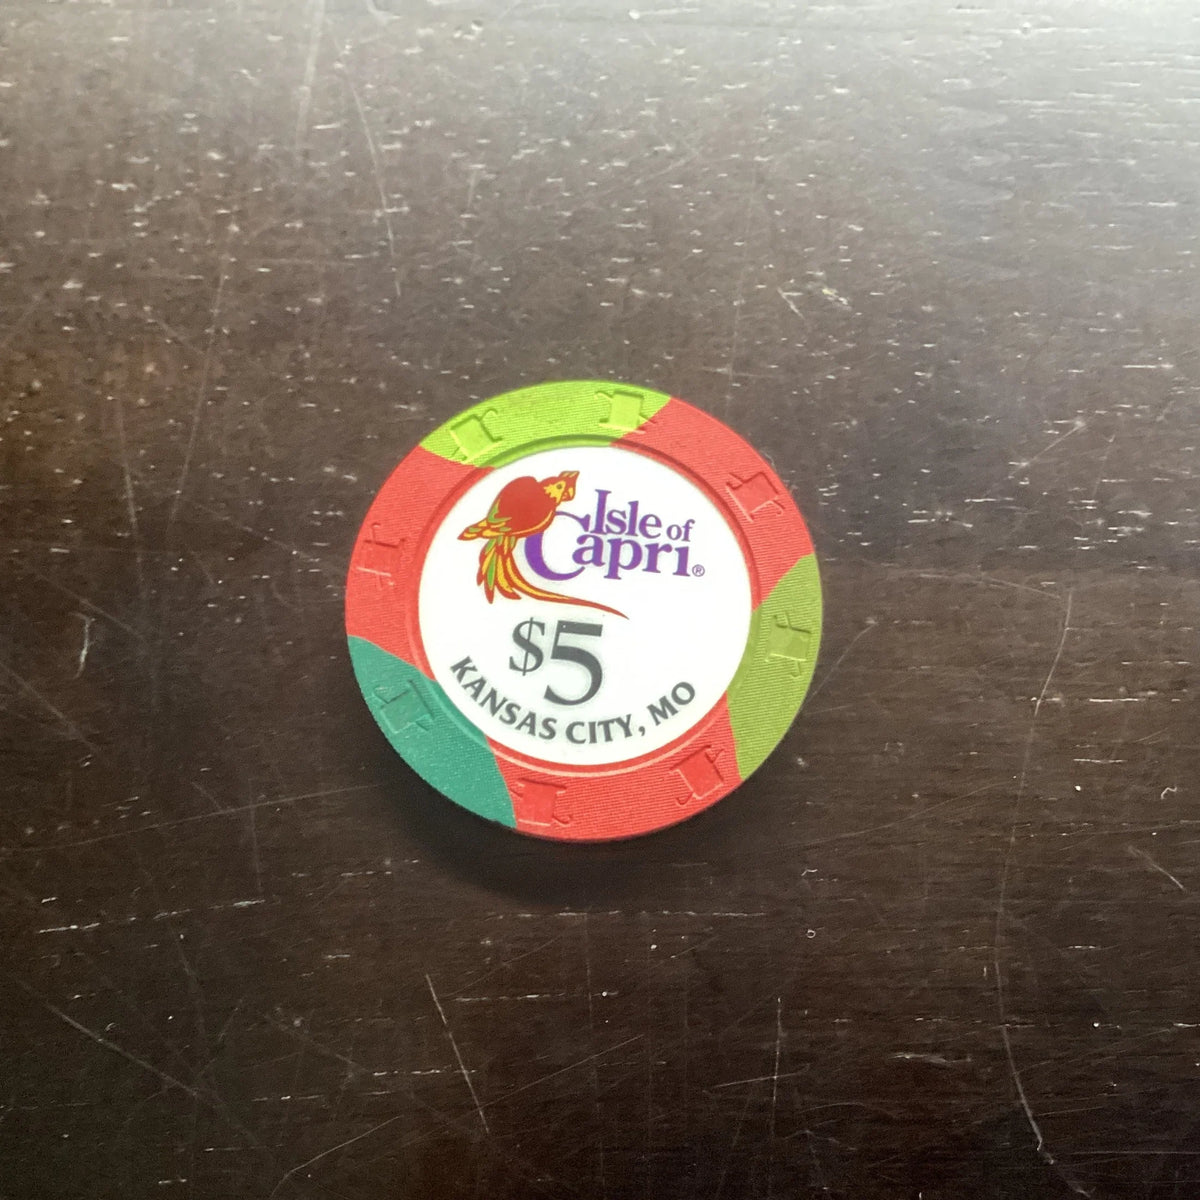 Isle of
Capri®
$5
KANSAS CITY, MO